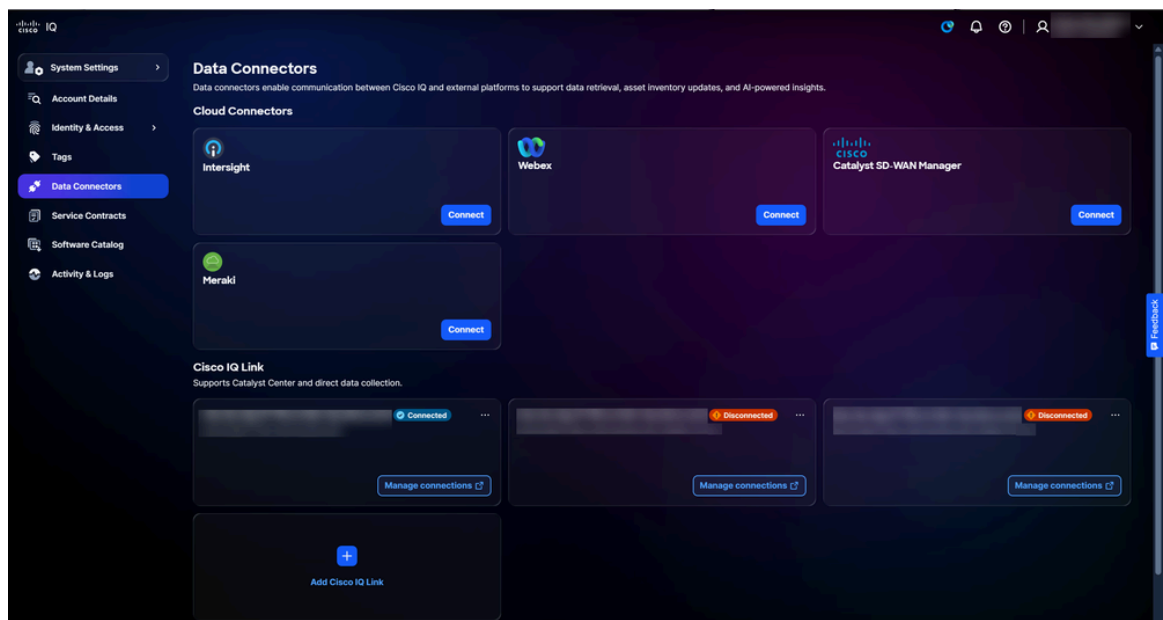 CISCO IQ
System Settings
Account Details
Identity & Access
Tags
Data Connectors
Service Contracts
Software Catalog
Activity & Logs
Data Connectors
Data connectors enable communication between Cisco IQ and external platforms to support data retrieval, asset inventory updates, and AI-powered insights.
Cloud Connectors
Intersight
Connect
Webex
Connect
CISCO
Catalyst SD-WAN Manager
Connect
Meraki
Connect
Cisco IQ Link
Supports Catalyst Center and direct data collection.
Connected
Manage connections
Disconnected
Manage connections
Disconnected
Manage connections
Add Cisco IQ Link
Feedback